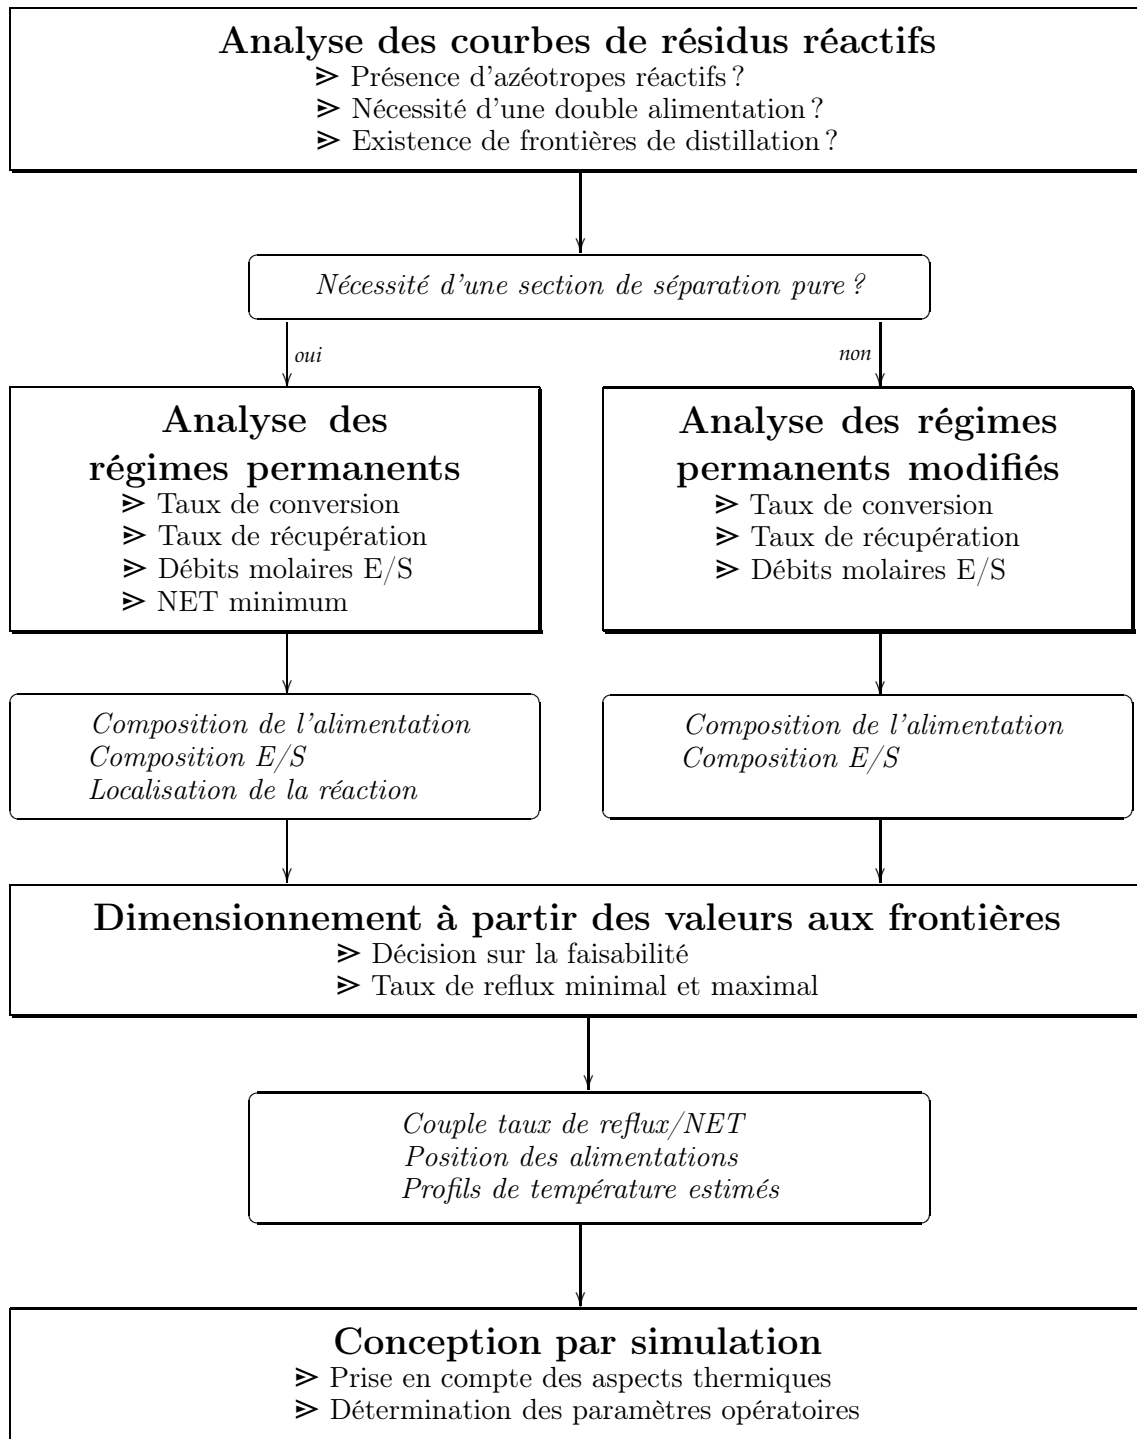 Analyse des courbes de résidus réactifs
➢ Présence d'azéotropes réactifs ?
➢ Nécessité d'une double alimentation ?
➢ Existence de frontières de distillation ?
Nécessité d'une section de séparation pure ?
oui
non
Analyse des
régimes permanents
➢ Taux de conversion
➢ Taux de récupération
➢ Débits molaires E/S
➢ NET minimum
Analyse des régimes
permanents modifiés
➢ Taux de conversion
➢ Taux de récupération
➢ Débits molaires E/S
Composition de l'alimentation
Composition E/S
Localisation de la réaction
Composition de l'alimentation
Composition E/S
Dimensionnement à partir des valeurs aux frontières
➢ Décision sur la faisabilité
➢ Taux de reflux minimal et maximal
Couple taux de reflux/NET
Position des alimentations
Profils de température estimés
Conception par simulation
➢ Prise en compte des aspects thermiques
➢ Détermination des paramètres opératoires